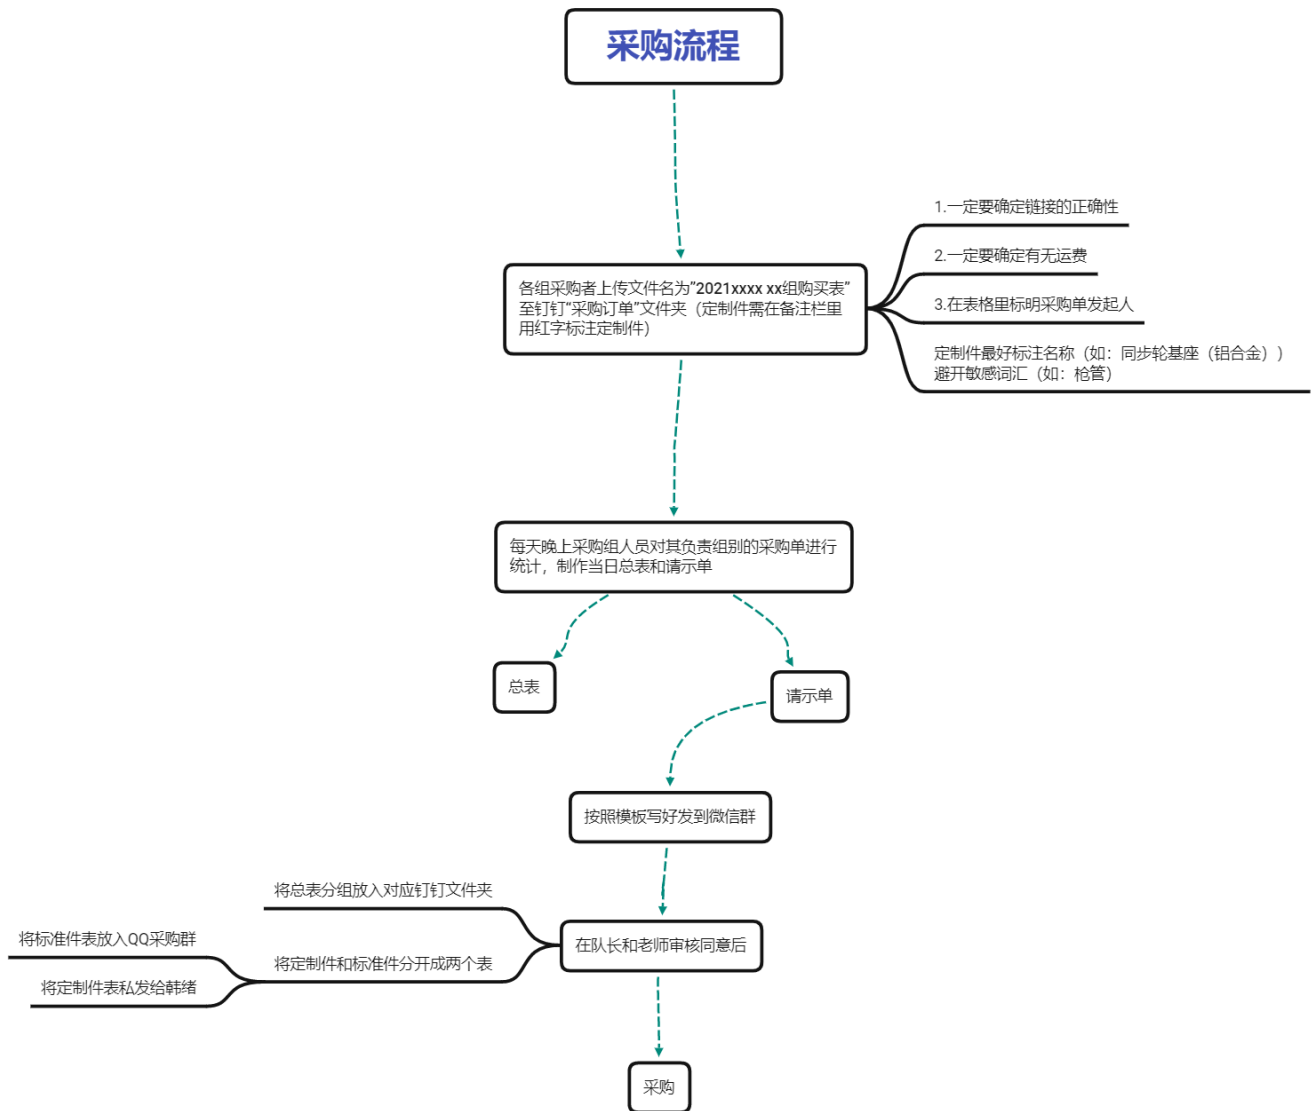 采购流程
1.一定要确定链接的正确性
2.一定要确定有无运费
3.在表格里标明采购单发起人
定制件最好标注名称（如：同步轮基座（铝合金））
避开敏感词汇（如：枪管）
各组采购者上传文件名为“2021xxxx xx组购买表”
至钉钉“采购订单”文件夹（定制件需在备注栏里
用红字标注定制件）
每天晚上采购组人员对其负责组别的采购单进行
统计，制作当日总表和请示单
总表
请示单
按照模板写好发到微信群
将总表分组放入对应钉钉文件夹
将标准件表放入QQ采购群
将定制件和标准件分开成两个表
将定制件表私发给韩绪
在队长和老师审核同意后
采购